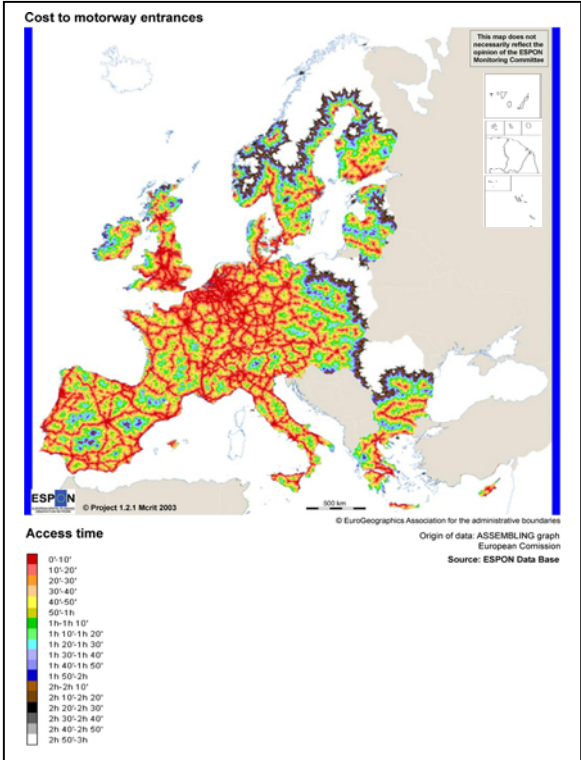 Cost to motorway entrances
This map does not
necessarily reflect the
opinion of the ESPON
Monitoring Committee
500 km
ESPON
© Project 1.2.1 Mcrit 2003
© EuroGeographics Association for the administrative boundaries
Origin of data: ASSEMBLING graph
European Comission
Source: ESPON Data Base
Access time
0'-10'
10'-20'
20'-30'
30'-40'
40'-50'
50'-1h
1h-1h 10'
1h 10'-1h 20'
1h 20'-1h 30'
1h 30'-1h 40'
1h 40'-1h 50'
1h 50'-2h
2h-2h 10'
2h 10'-2h 20'
2h 20'-2h 30'
2h 30'-2h 40'
2h 40'-2h 50'
2h 50'-3h